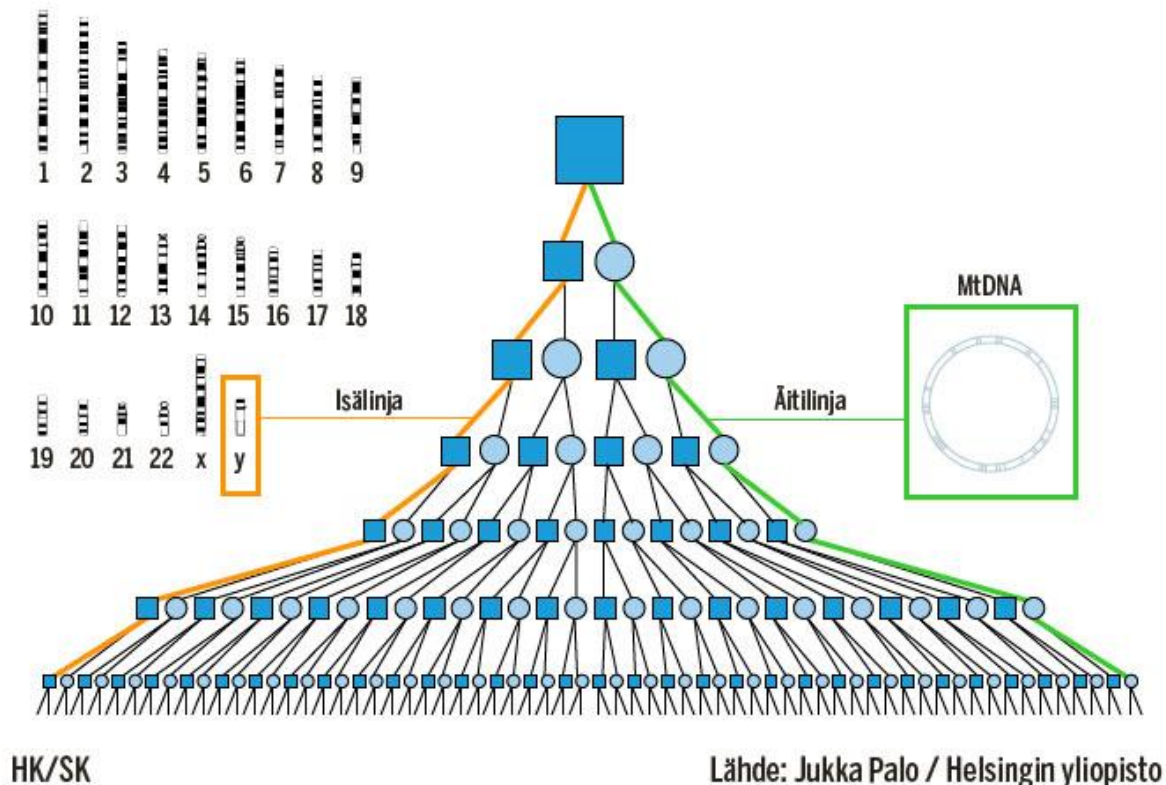 1 2 3 4 5 6 7 8 9
10 11 12 13 14 15 16 17 18
19 20 21 22 x y
Isälinja
Äitilinja
MtDNA
HK/SK
Lähde: Jukka Palo / Helsingin yliopisto